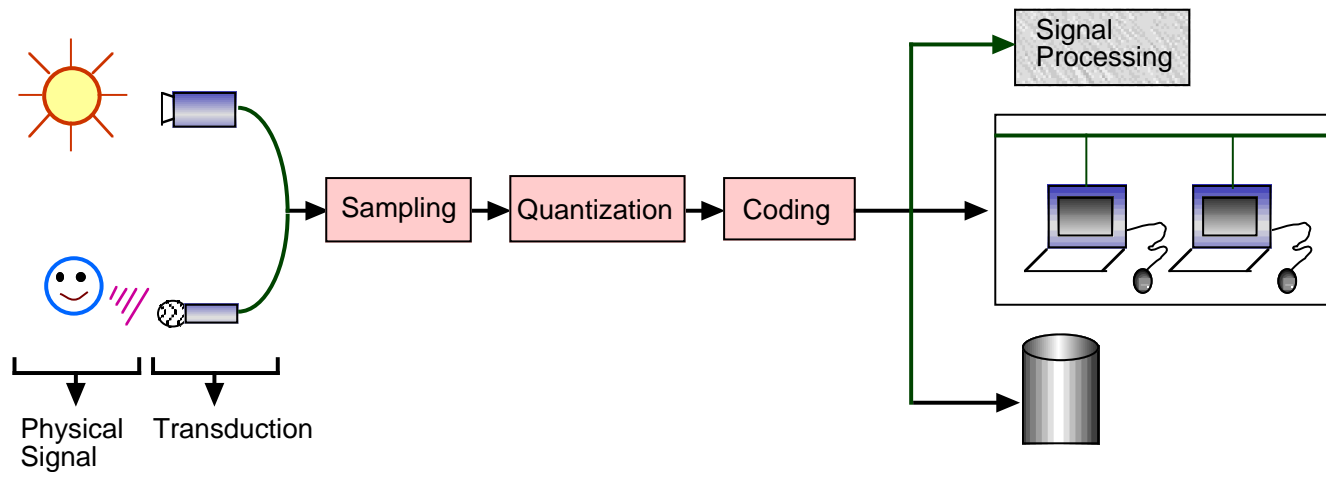 Signal
Processing
Sampling
Quantization
Coding
Physical
Signal
Transduction